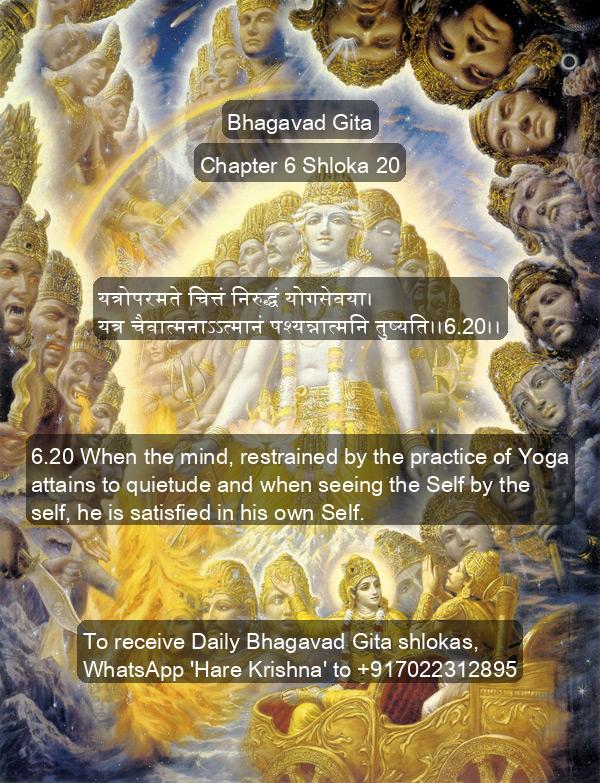 Bhagavad Gita
Chapter 6 Shloka 20
यत्रोपरमते चित्तं निरुद्धं योगसेवया।
यत्र चैवात्मनाऽऽत्मानं पश्यन्नात्मनि तुष्यति।।6.20।।
6.20 When the mind, restrained by the practice of Yoga
attains to quietude and when seeing the Self by the
self, he is satisfied in his own Self.
To receive Daily Bhagavad Gita shlokas,
WhatsApp 'Hare Krishna' to +917022312895